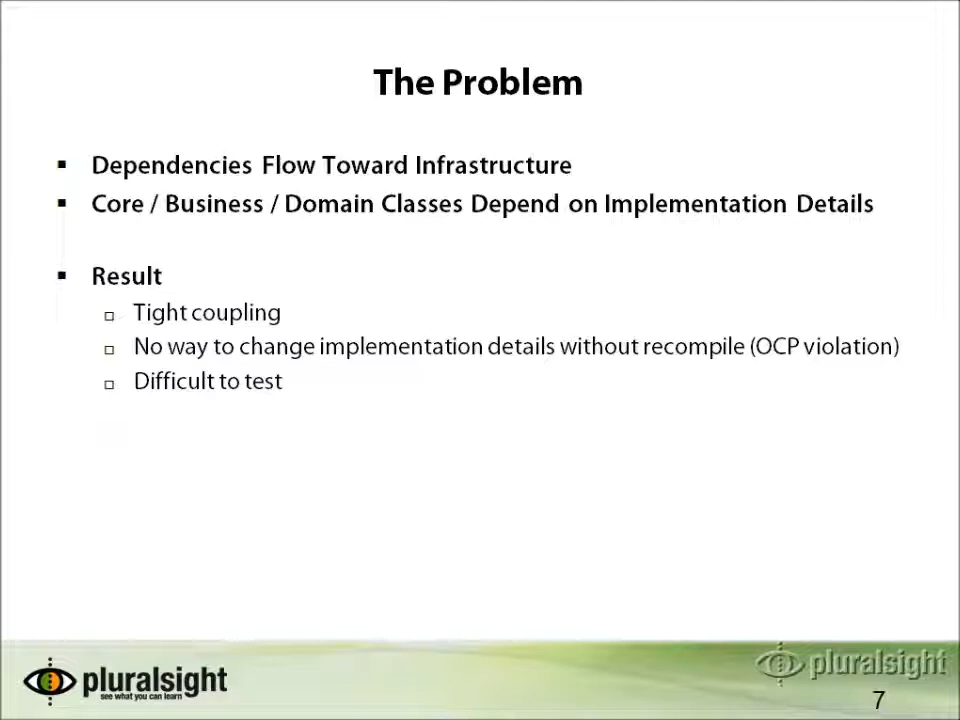 The Problem
▪ Dependencies Flow Toward Infrastructure
▪ Core / Business / Domain Classes Depend on Implementation Details
▪ Result
▫ Tight coupling
▫ No way to change implementation details without recompile (OCP violation)
▫ Difficult to test
pluralsight
see what you can learn
pluralsight
7